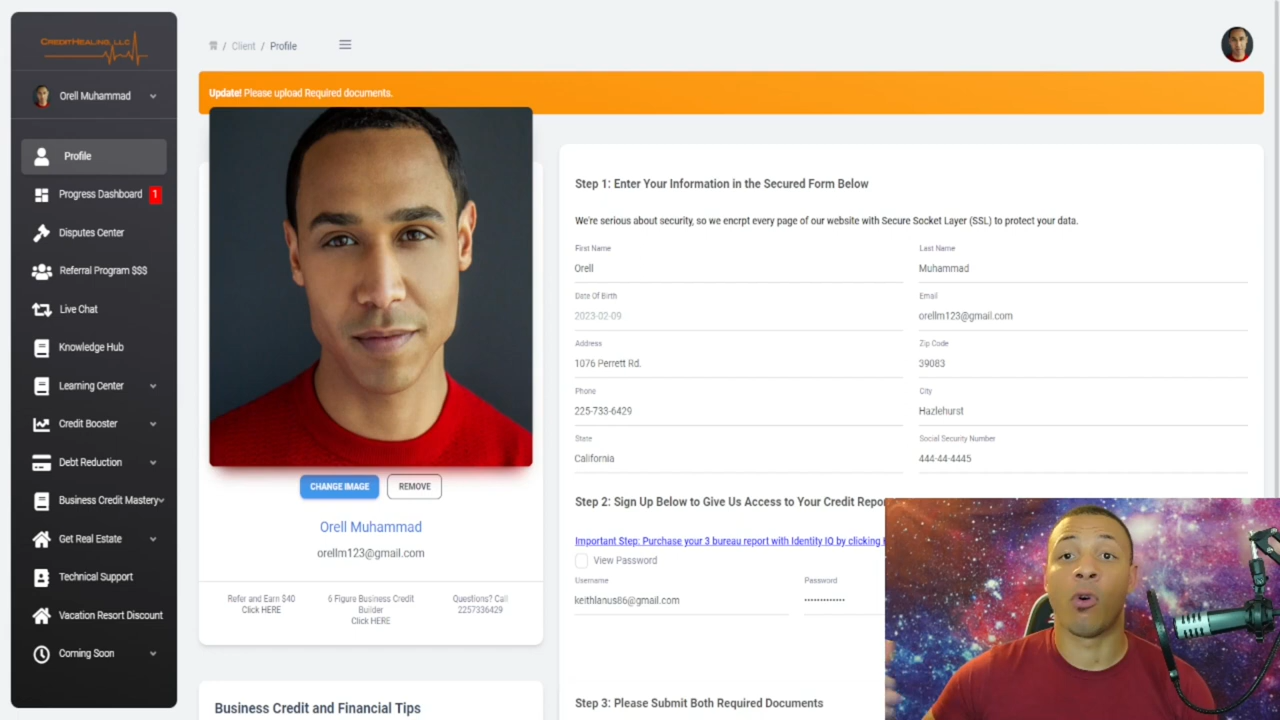 CREDITHEALING, LLC
Orell Muhammad
Profile
Progress Dashboard 1
Disputes Center
Referral Program $$$
Live Chat
Knowledge Hub
Learning Center
Credit Booster
Debt Reduction
Business Credit Mastery
Get Real Estate
Technical Support
Vacation Resort Discount
Coming Soon
/ Client / Profile
Update! Please upload Required documents.
CHANGE IMAGE REMOVE
Orell Muhammad
orellm123@gmail.com
Refer and Earn $40
Click HERE
6 Figure Business Credit
Builder
Click HERE
Questions? Call
2257336429
Business Credit and Financial Tips
Step 1: Enter Your Information in the Secured Form Below
We're serious about security, so we encrpt every page of our website with Secure Socket Layer (SSL) to protect your data.
First Name Last Name
Orell Muhammad
Date Of Birth Email
2023-02-09 orellm123@gmail.com
Address Zip Code
1076 Perrett Rd. 39083
Phone City
225-733-6429 Hazlehurst
State Social Security Number
California 444-44-4445
Step 2: Sign Up Below to Give Us Access to Your Credit Repor
Important Step: Purchase your 3 bureau report with Identity IQ by clicking
View Password
Username Password
keithlanus86@gmail.com ••••••••••••
Step 3: Please Submit Both Required Documents